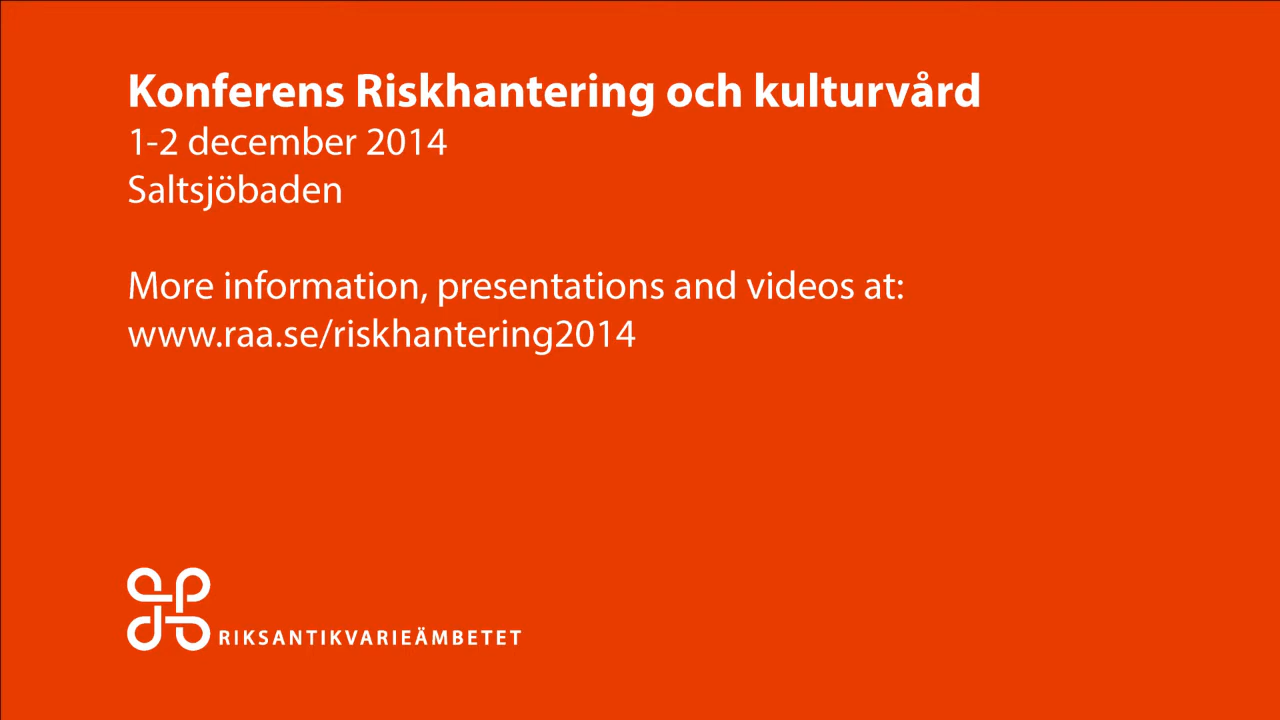 Konferens Riskhantering och kulturvård
1-2 december 2014
Saltsjöbaden
More information, presentations and videos at:
www.raa.se/riskhantering2014
RIKSANTIKVARIEÄMBETET